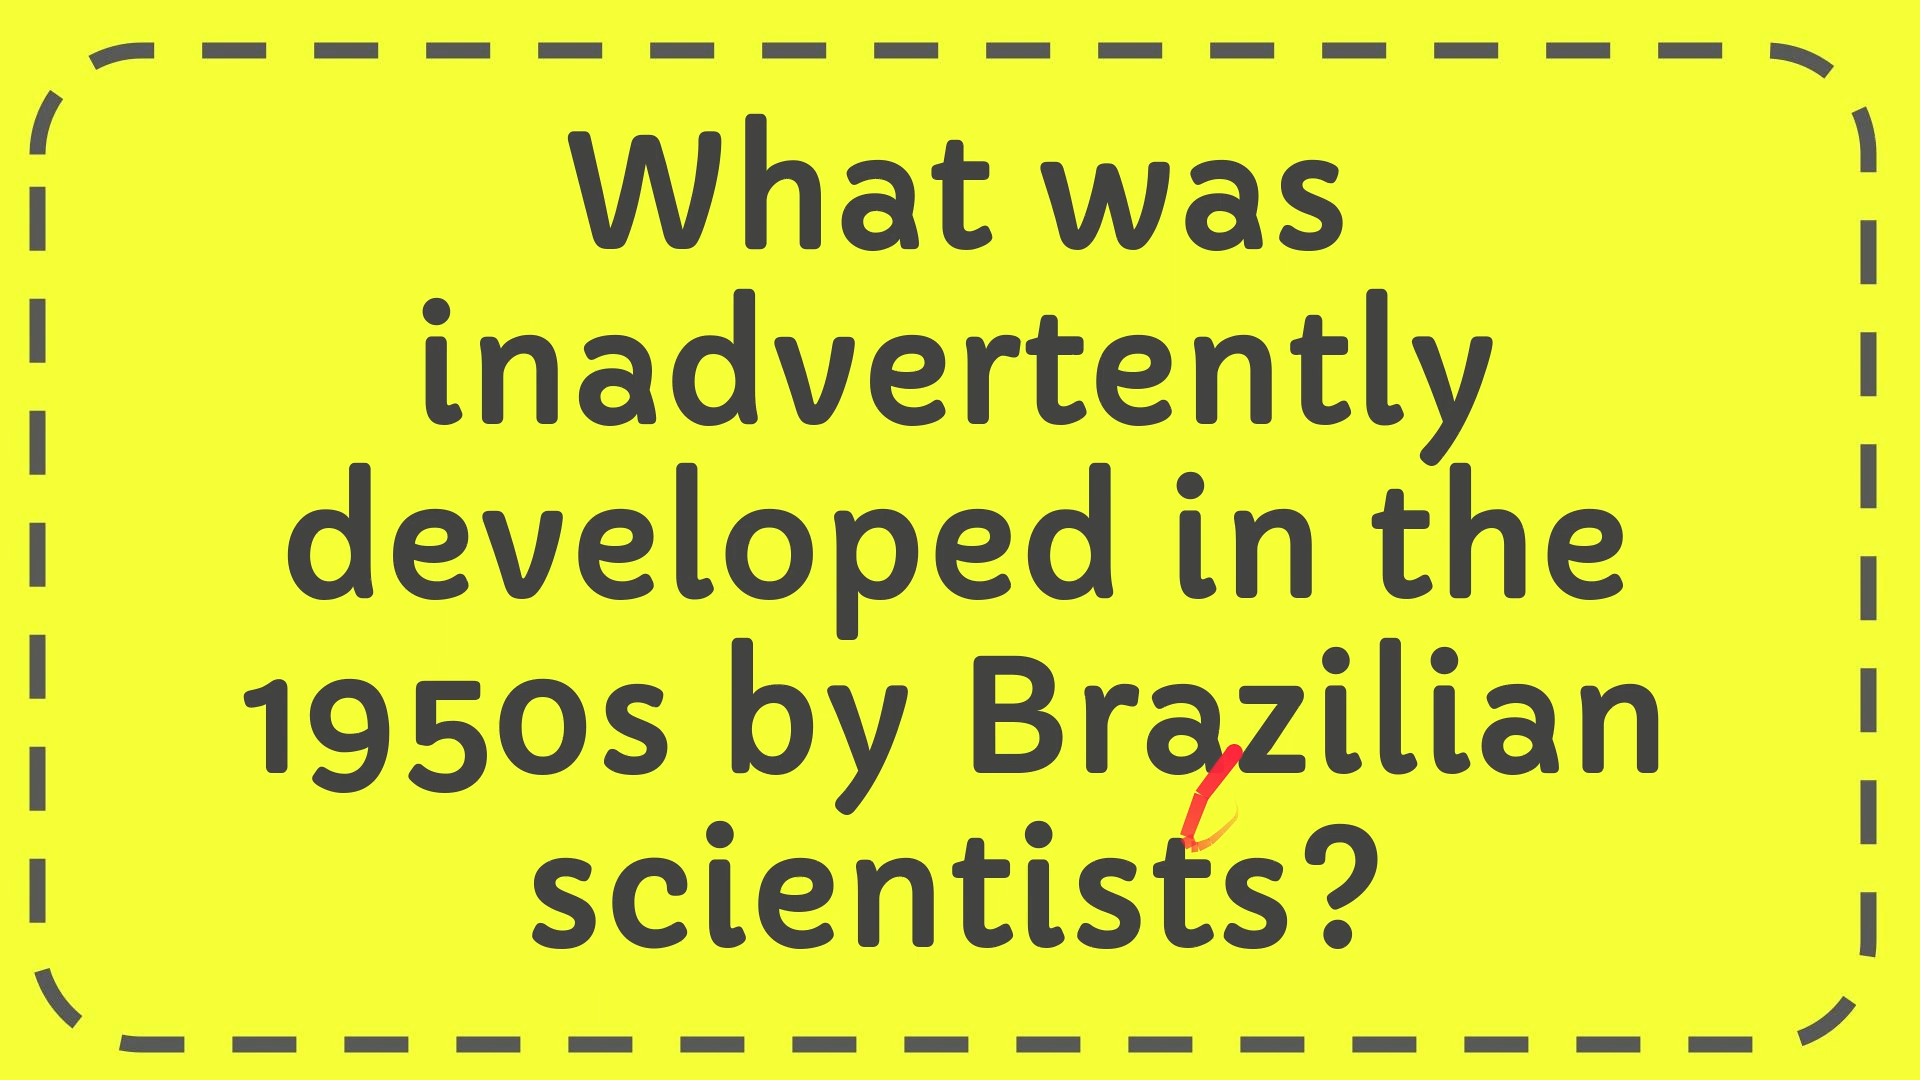 What was
inadvertently
developed in the
1950s by Brazilian
scientists?